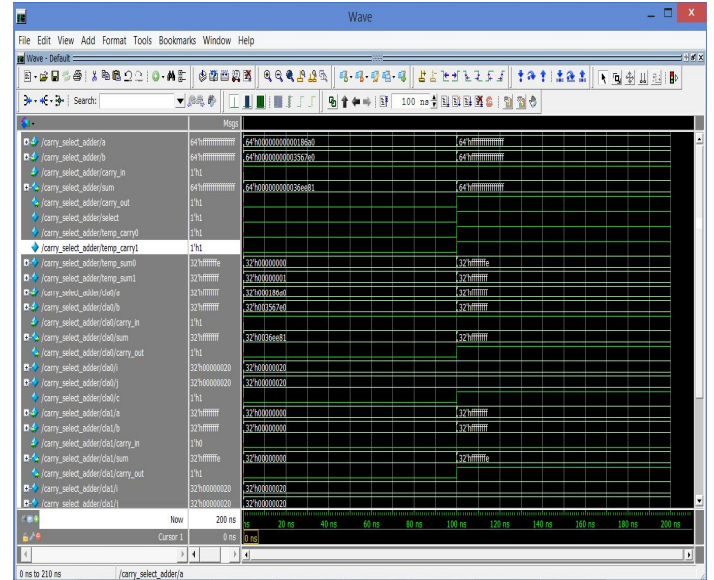 Wave
File Edit View Add Format Tools Bookmarks Window Help
Wave - Default
Search:
100 ns
Msgs
/carry_select_adder/a 64'hffffffffffffffff 64'h00000000000186a0 64'hffffffffffffffff
/carry_select_adder/b 64'hffffffffffffffff 64'h00000000003567e0 64'hffffffffffffffff
/carry_select_adder/carry_in 1'h1
/carry_select_adder/sum 64'hffffffffffffffff 64'h000000000036ee81 64'hffffffffffffffff
/carry_select_adder/carry_out 1'h1
/carry_select_adder/select 1'h1
/carry_select_adder/temp_carry0 1'h1
/carry_select_adder/temp_carry1 1'h1
/carry_select_adder/temp_sum0 32'hfffffffe 32'h00000000 32'hfffffffe
/carry_select_adder/temp_sum1 32'hffffffff 32'h00000001 32'hffffffff
/carry_select_adder/cla0/a 32'hffffffff 32'h000186a0 32'hffffffff
/carry_select_adder/cla0/b 32'hffffffff 32'h003567e0 32'hffffffff
/carry_select_adder/cla0/carry_in 1'h1
/carry_select_adder/cla0/sum 32'hffffffff 32'h0036ee81 32'hffffffff
/carry_select_adder/cla0/carry_out 1'h1
/carry_select_adder/cla0/i 32'h00000020 32'h00000020
/carry_select_adder/cla0/j 32'h00000020 32'h00000020
/carry_select_adder/cla0/c 1'h1
/carry_select_adder/cla1/a 32'hffffffff 32'h00000000 32'hffffffff
/carry_select_adder/cla1/b 32'hffffffff 32'h00000000 32'hffffffff
/carry_select_adder/cla1/carry_in 1'h0
/carry_select_adder/cla1/sum 32'hfffffffe 32'h00000000 32'hfffffffe
/carry_select_adder/cla1/carry_out 1'h1
/carry_select_adder/cla1/i 32'h00000020 32'h00000020
/carry_select_adder/cla1/j 32'h00000020 32'h00000020
Now 200 ns ns 20 ns 40 ns 60 ns 80 ns 100 ns 120 ns 140 ns 160 ns 180 ns 200 ns
Cursor 1 0 ns 0 ns
0 ns to 210 ns /carry_select_adder/a